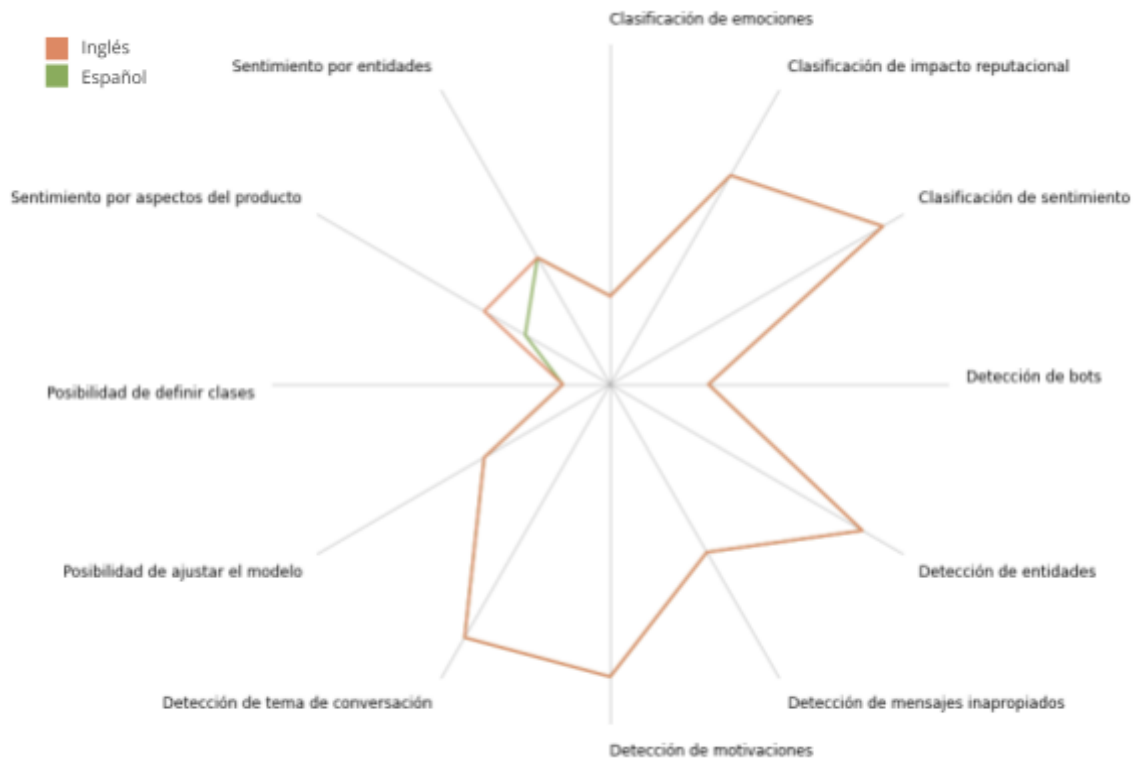 Clasificación de emociones
Inglés
Español
Sentimiento por entidades
Clasificación de impacto reputacional
Sentimiento por aspectos del producto
Clasificación de sentimiento
Posibilidad de definir clases
Detección de bots
Posibilidad de ajustar el modelo
Detección de entidades
Detección de tema de conversación
Detección de mensajes inapropiados
Detección de motivaciones